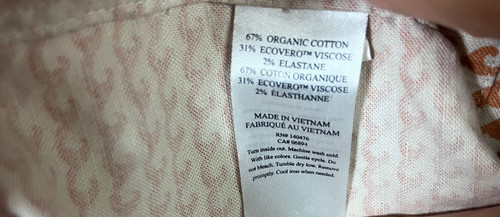 67% ORGANIC COTTON
31% ECOVERO™ VISCOSE
2% ELASTANE
67% COTON ORGANIQUE
31% ECOVERO™ VISCOSE
2% ÉLASTHANNE
MADE IN VIETNAM
FABRIQUÉ AU VIETNAM
RN# 140476
CA# 06894
Turn inside out. Machine wash cold.
With like colors. Gentle cycle. Do
not bleach. Tumble dry low. Remove
promptly. Cool iron when needed.